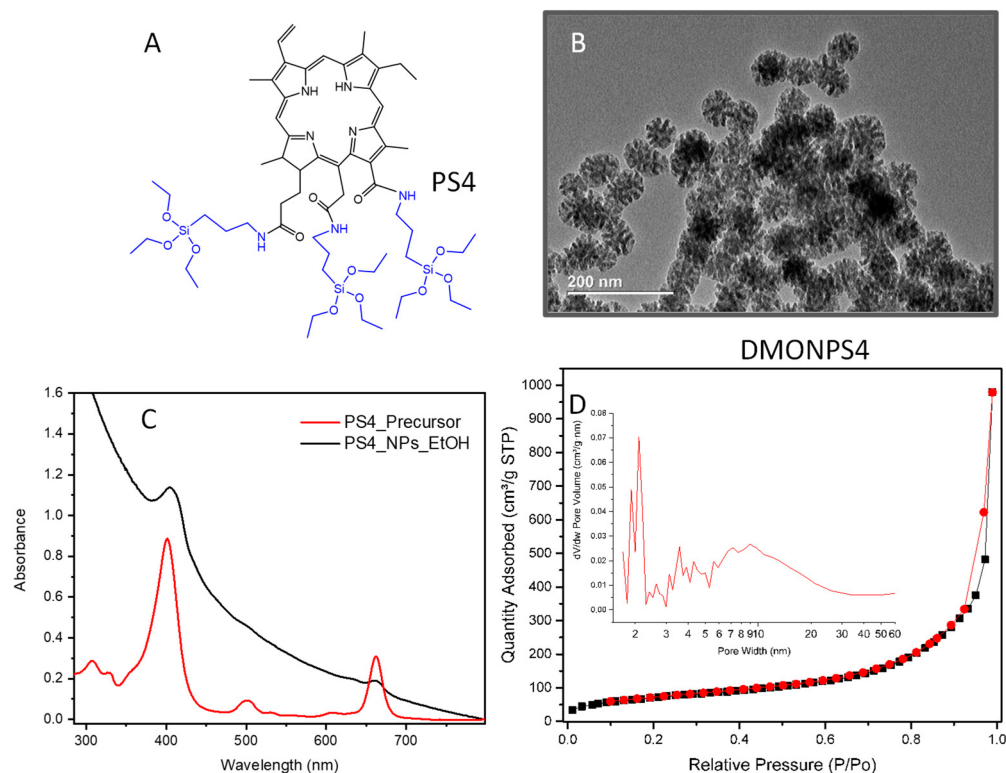 A
NH
HN
N
N
PS4
O
NH
O
O
Si
N
H
O
O
O
NH
O
O
Si
O
O
Si
O
O
O
B
200 nm
C
PS4_Precursor
PS4_NPs_EtOH
Absorbance
1.6
1.4
1.2
1.0
0.8
0.6
0.4
0.2
0.0
300
400
500
600
700
Wavelength (nm)
DMONPS4
D
Quantity Adsorbed (cm³/g STP)
1000
900
800
700
600
500
400
300
200
100
0
0.0
0.2
0.4
0.6
0.8
1.0
Relative Pressure (P/Po)
dV/dw Pore Volume (cm³/g nm)
0.08
0.07
0.06
0.05
0.04
0.03
0.02
0.01
0.00
2
3
4
5
6
7
8
9
10
20
30
40
50
60
Pore Width (nm)